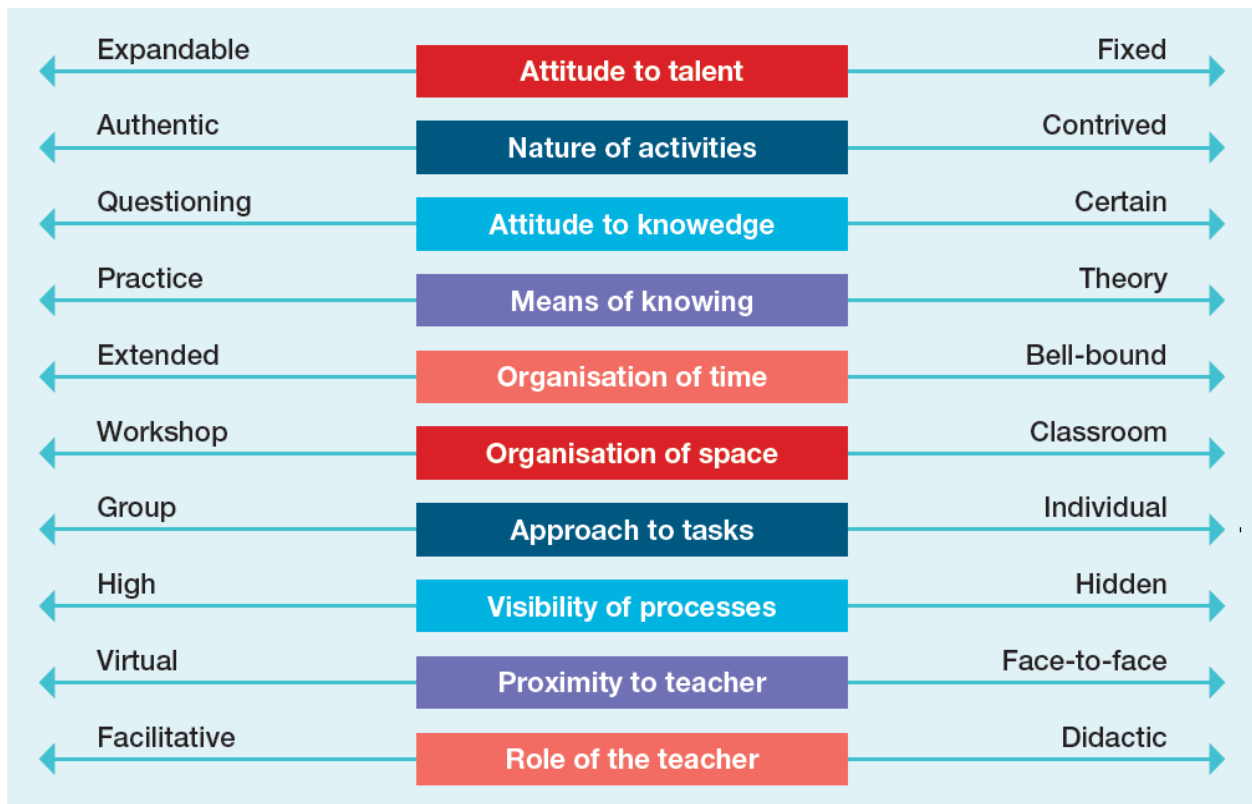 Expandable Attitude to talent Fixed
Authentic Nature of activities Contrived
Questioning Attitude to knowedge Certain
Practice Means of knowing Theory
Extended Organisation of time Bell-bound
Workshop Organisation of space Classroom
Group Approach to tasks Individual
High Visibility of processes Hidden
Virtual Proximity to teacher Face-to-face
Facilitative Role of the teacher Didactic